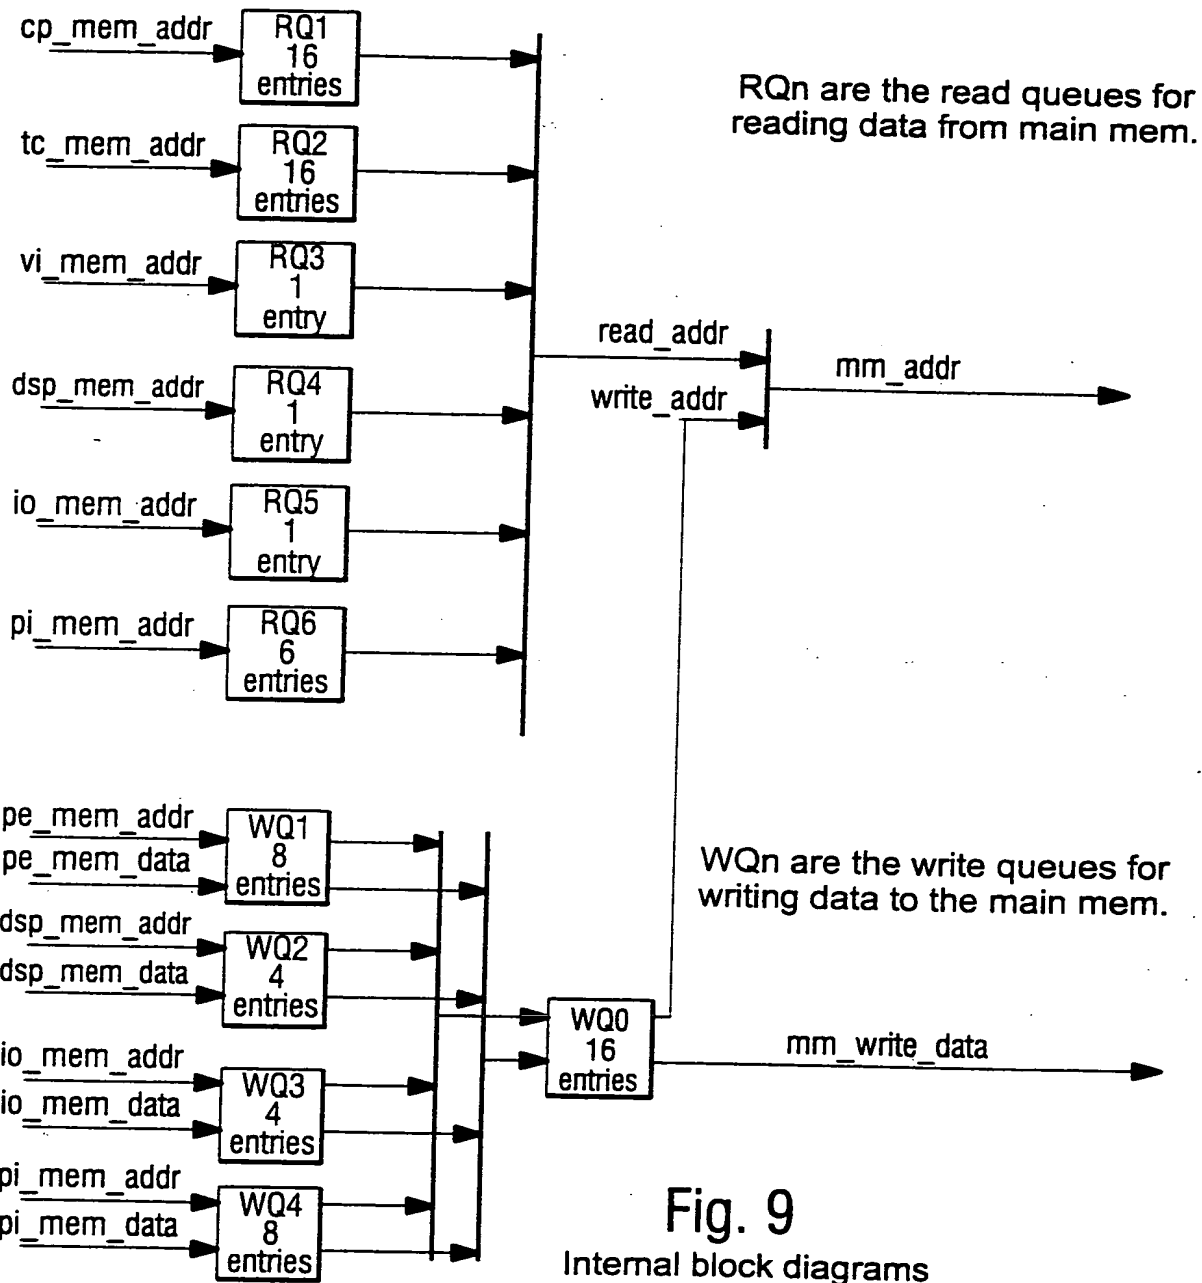 cp_mem_addr
RQ1
16
entries
RQn are the read queues for
reading data from main mem.
tc_mem_addr
RQ2
16
entries
vi_mem_addr
RQ3
1
entry
read_addr
mm_addr
dsp_mem_addr
RQ4
1
entry
write_addr
io_mem_addr
RQ5
1
entry
pi_mem_addr
RQ6
6
entries
pe_mem_addr
pe_mem_data
WQ1
8
entries
WQn are the write queues for
writing data to the main mem.
dsp_mem_addr
dsp_mem_data
WQ2
4
entries
WQ0
16
entries
mm_write_data
io_mem_addr
io_mem_data
WQ3
4
entries
pi_mem_addr
pi_mem_data
WQ4
8
entries
Fig. 9
Internal block diagrams